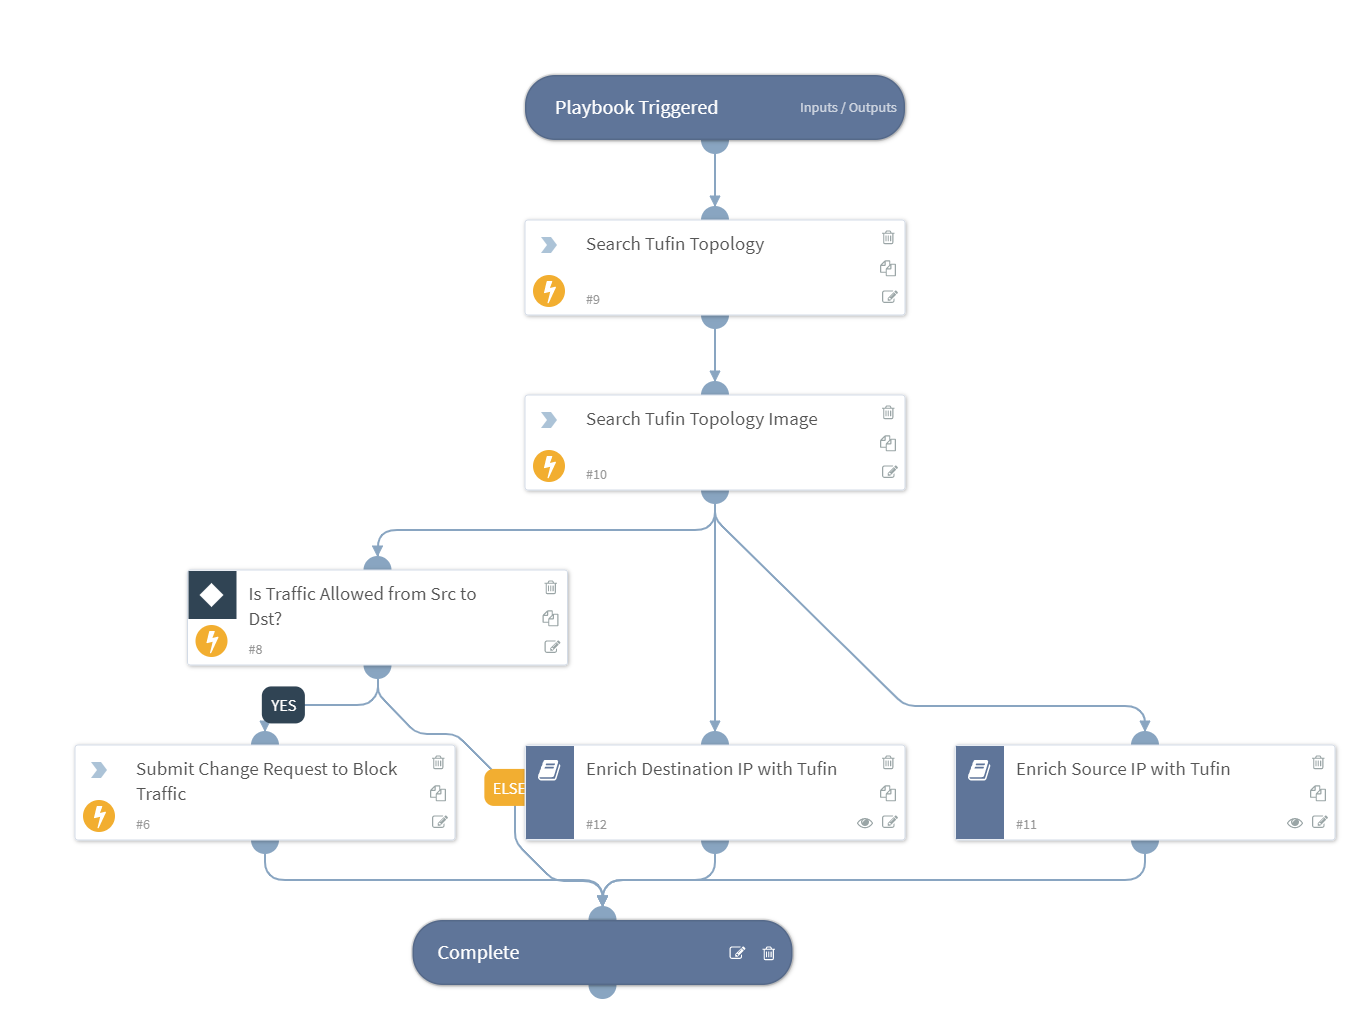 Playbook Triggered
Inputs / Outputs
Search Tufin Topology
#9
Search Tufin Topology Image
#10
Is Traffic Allowed from Src to
Dst?
#8
YES
Submit Change Request to Block
Traffic
#6
ELSE
Enrich Destination IP with Tufin
#12
Enrich Source IP with Tufin
#11
Complete